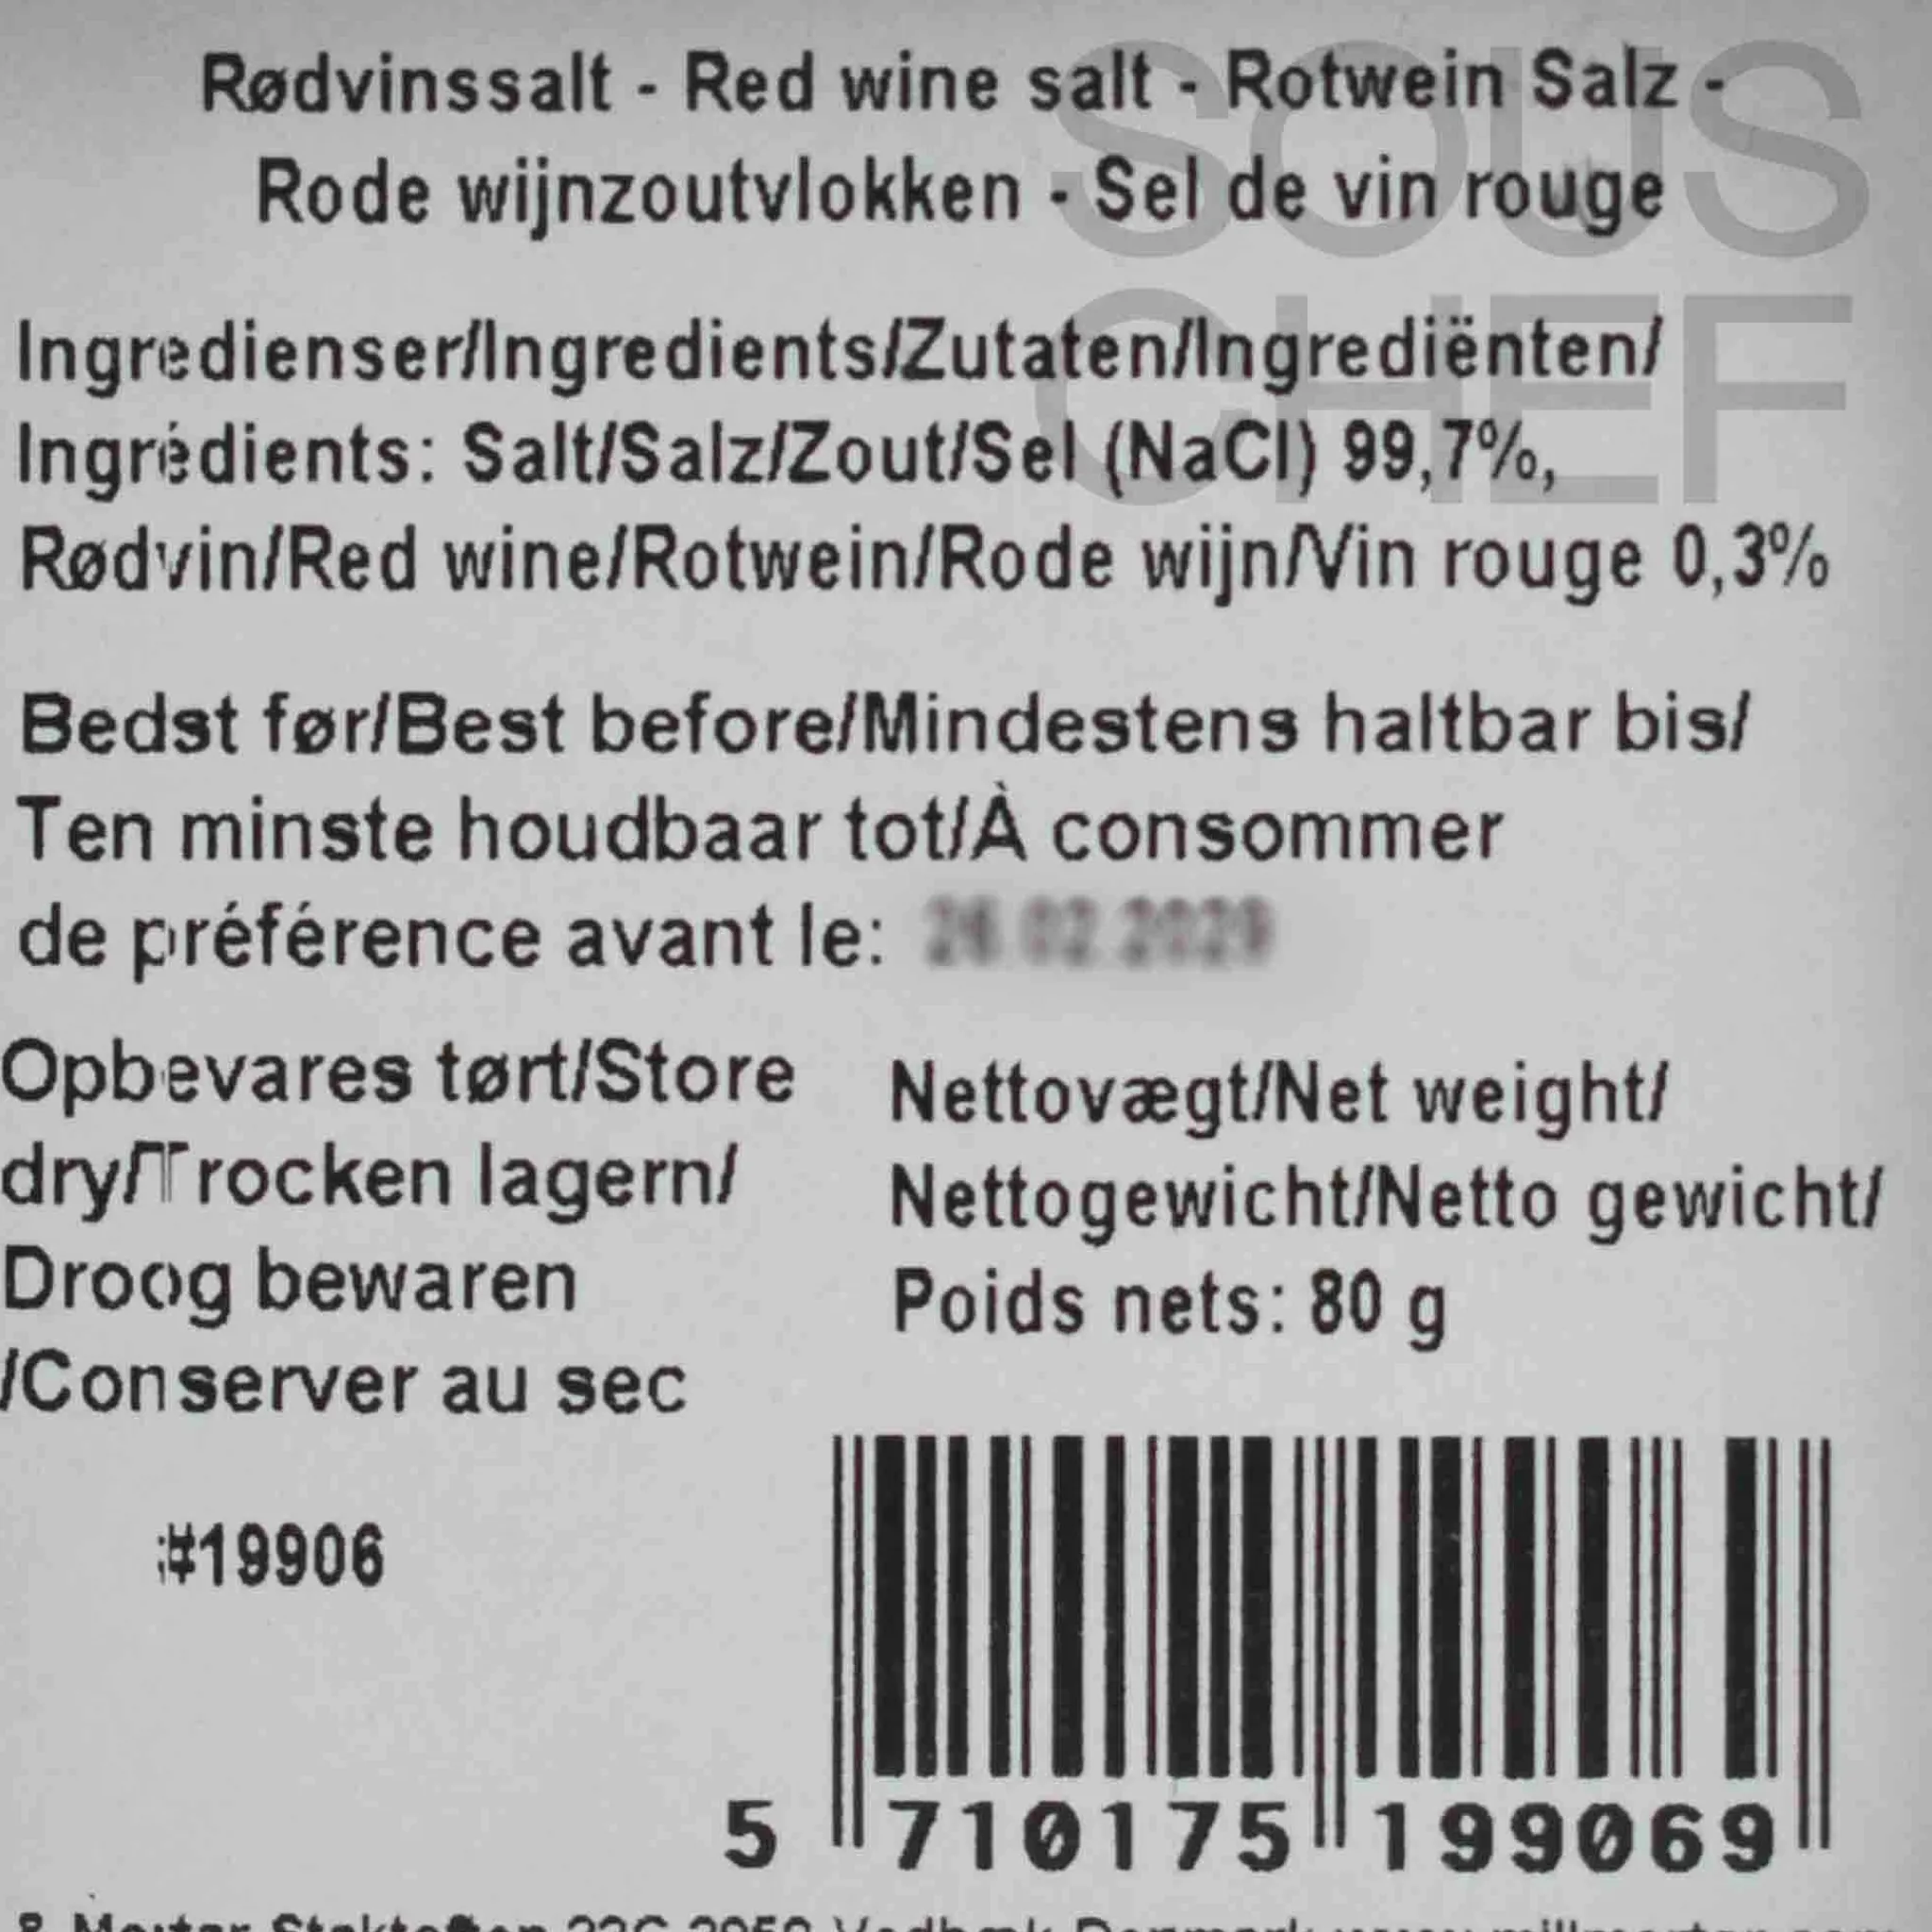 Rødvinssalt - Red wine salt - Rotwein Salz -
Rode wijnzoutvlokken - Sel de vin rouge
SOUS
CHEF
Ingredienser/Ingredients/Zutaten/Ingrediënten/
Ingrédients: Salt/Salz/Zout/Sel (NaCl) 99,7%,
Rødvin/Red wine/Rotwein/Rode wijn/Vin rouge 0,3%
Bedst før/Best before/Mindestens haltbar bis/
Ten minste houdbaar tot/À consommer
de préférence avant le:
Opbevares tørt/Store
dry/Trocken lagern/
Droog bewaren
/Conserver au sec
Nettovægt/Net weight/
Nettogewicht/Netto gewicht/
Poids nets: 80 g
#19906
5 710175 199069